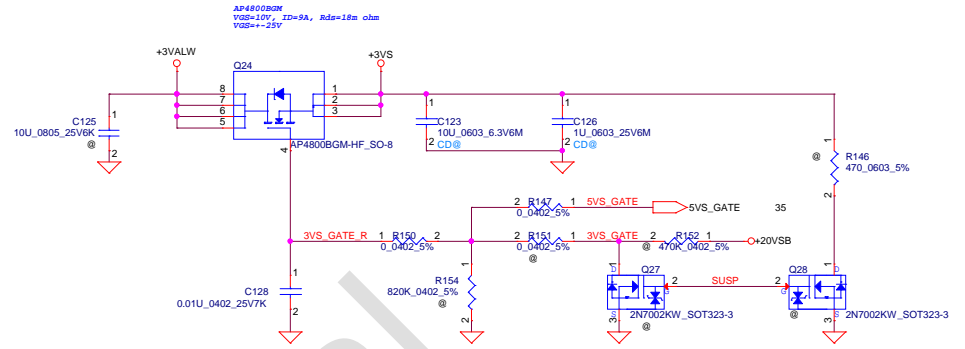 AP4800BGM
VGS=10V, ID=9A, Rds=18m ohm
VGS=+-25V
+3VALW
+3VS
Q24
8
7
6
5
1
2
3
4
AP4800BGM-HF_SO-8
1
C125
10U_0805_25V6K
@
2
1
C123
10U_0603_6.3V6M
2
CD@
1
C126
1U_0603_25V6M
2
CD@
1
@
R146
470_0603_5%
2
2
R147
1
5VS_GATE
0_0402_5%
5VS_GATE
35
3VS_GATE_R
1
R150
2
0_0402_5%
2
R151
1
3VS_GATE
0_0402_5%
@
2
R152
1
+20VSB
@
470K_0402_5%
1
C128
0.01U_0402_25V7K
2
1
R154
820K_0402_5%
@
2
1
D
Q27
2
G
SUSP
S
3
2N7002KW_SOT323-3
@
Q28
1
D
2
G
@
S
3
2N7002KW_SOT323-3